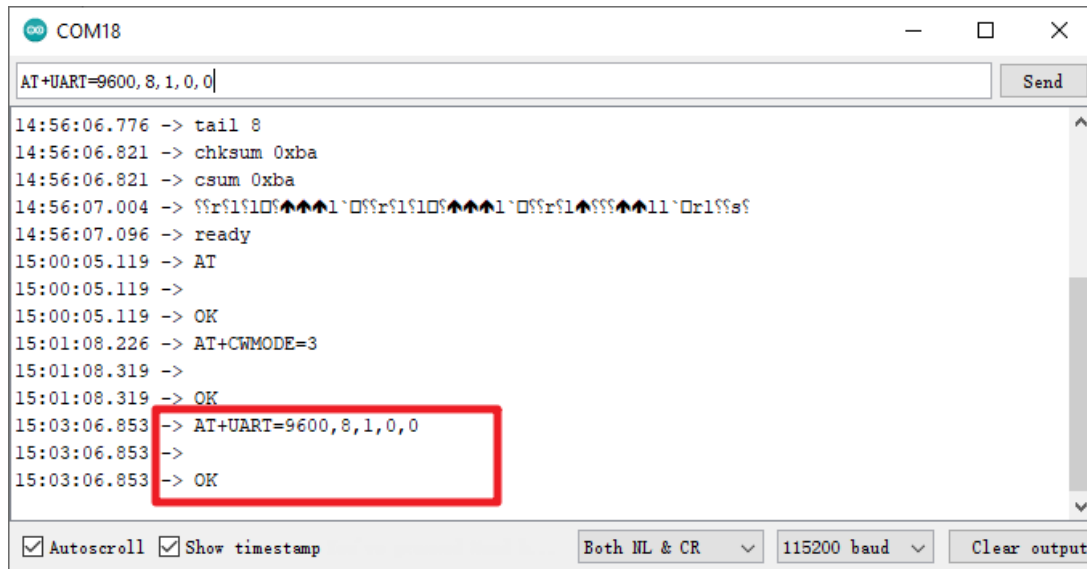 COM18
AT+UART=9600,8,1,0,0
Send
14:56:06.776 -> tail 8
14:56:06.821 -> chksum 0xba
14:56:06.821 -> csum 0xba
14:56:07.004 ->
14:56:07.096 -> ready
15:00:05.119 -> AT
15:00:05.119 ->
15:00:05.119 -> OK
15:01:08.226 -> AT+CWMODE=3
15:01:08.319 ->
15:01:08.319 -> OK
15:03:06.853 -> AT+UART=9600,8,1,0,0
15:03:06.853 ->
15:03:06.853 -> OK
Autoscroll Show timestamp Both NL & CR 115200 baud Clear output